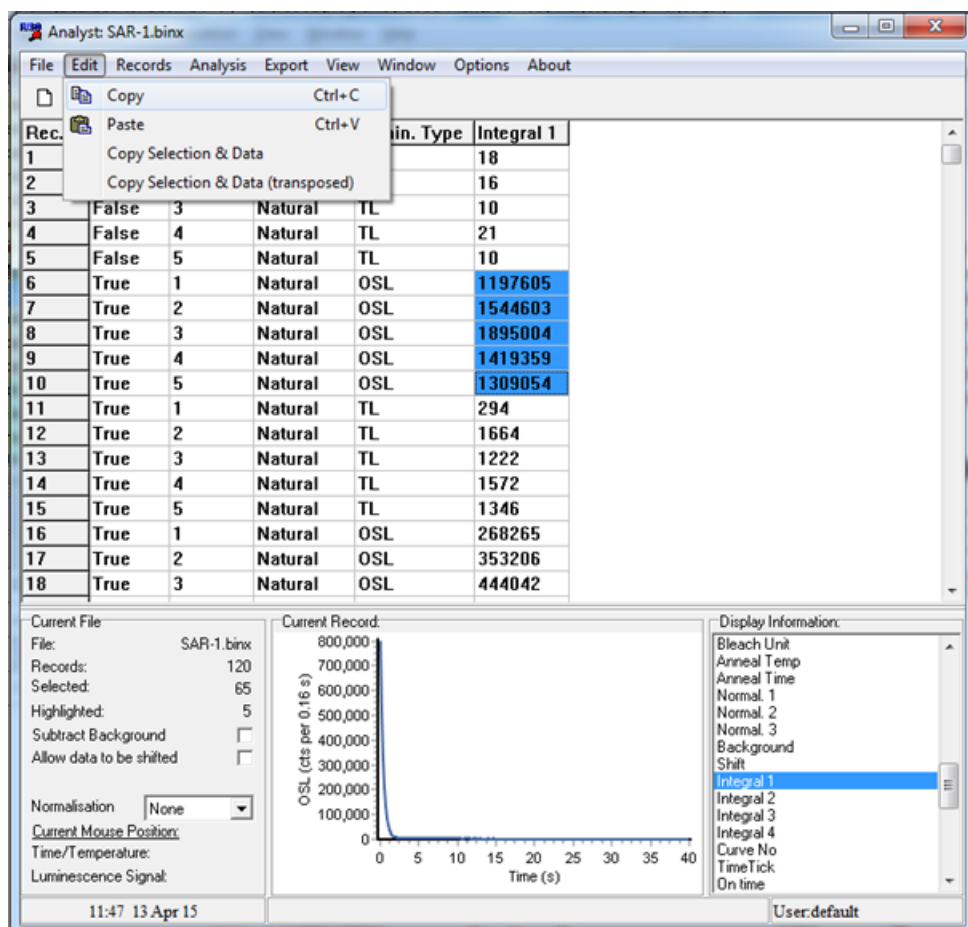 Analyst: SAR-1.binx
File Edit Records Analysis Export View Window Options About
Copy Ctrl+C
Paste Ctrl+V
Copy Selection & Data
Copy Selection & Data (transposed)
Rec. in. Type Integral 1
1 18
2 16
3 False 3 Natural TL 10
4 False 4 Natural TL 21
5 False 5 Natural TL 10
6 True 1 Natural OSL 1197605
7 True 2 Natural OSL 1544603
8 True 3 Natural OSL 1895004
9 True 4 Natural OSL 1419359
10 True 5 Natural OSL 1309054
11 True 1 Natural TL 294
12 True 2 Natural TL 1664
13 True 3 Natural TL 1222
14 True 4 Natural TL 1572
15 True 5 Natural TL 1346
16 True 1 Natural OSL 268265
17 True 2 Natural OSL 353206
18 True 3 Natural OSL 444042
Current File
File: SAR-1.binx
Records: 120
Selected: 65
Highlighted: 5
Subtract Background
Allow data to be shifted
Normalisation None
Current Mouse Position:
Time/Temperature:
Luminescence Signal:
Current Record:
OSL (cts per 0.16 s)
800,000
700,000
600,000
500,000
400,000
300,000
200,000
100,000
0
0 5 10 15 20 25 30 35 40
Time (s)
Display Information:
Bleach Unit
Anneal Temp
Anneal Time
Normal. 1
Normal. 2
Normal. 3
Background
Shift
Integral 1
Integral 2
Integral 3
Integral 4
Curve No
TimeTick
On time
11:47 13 Apr 15 User:default